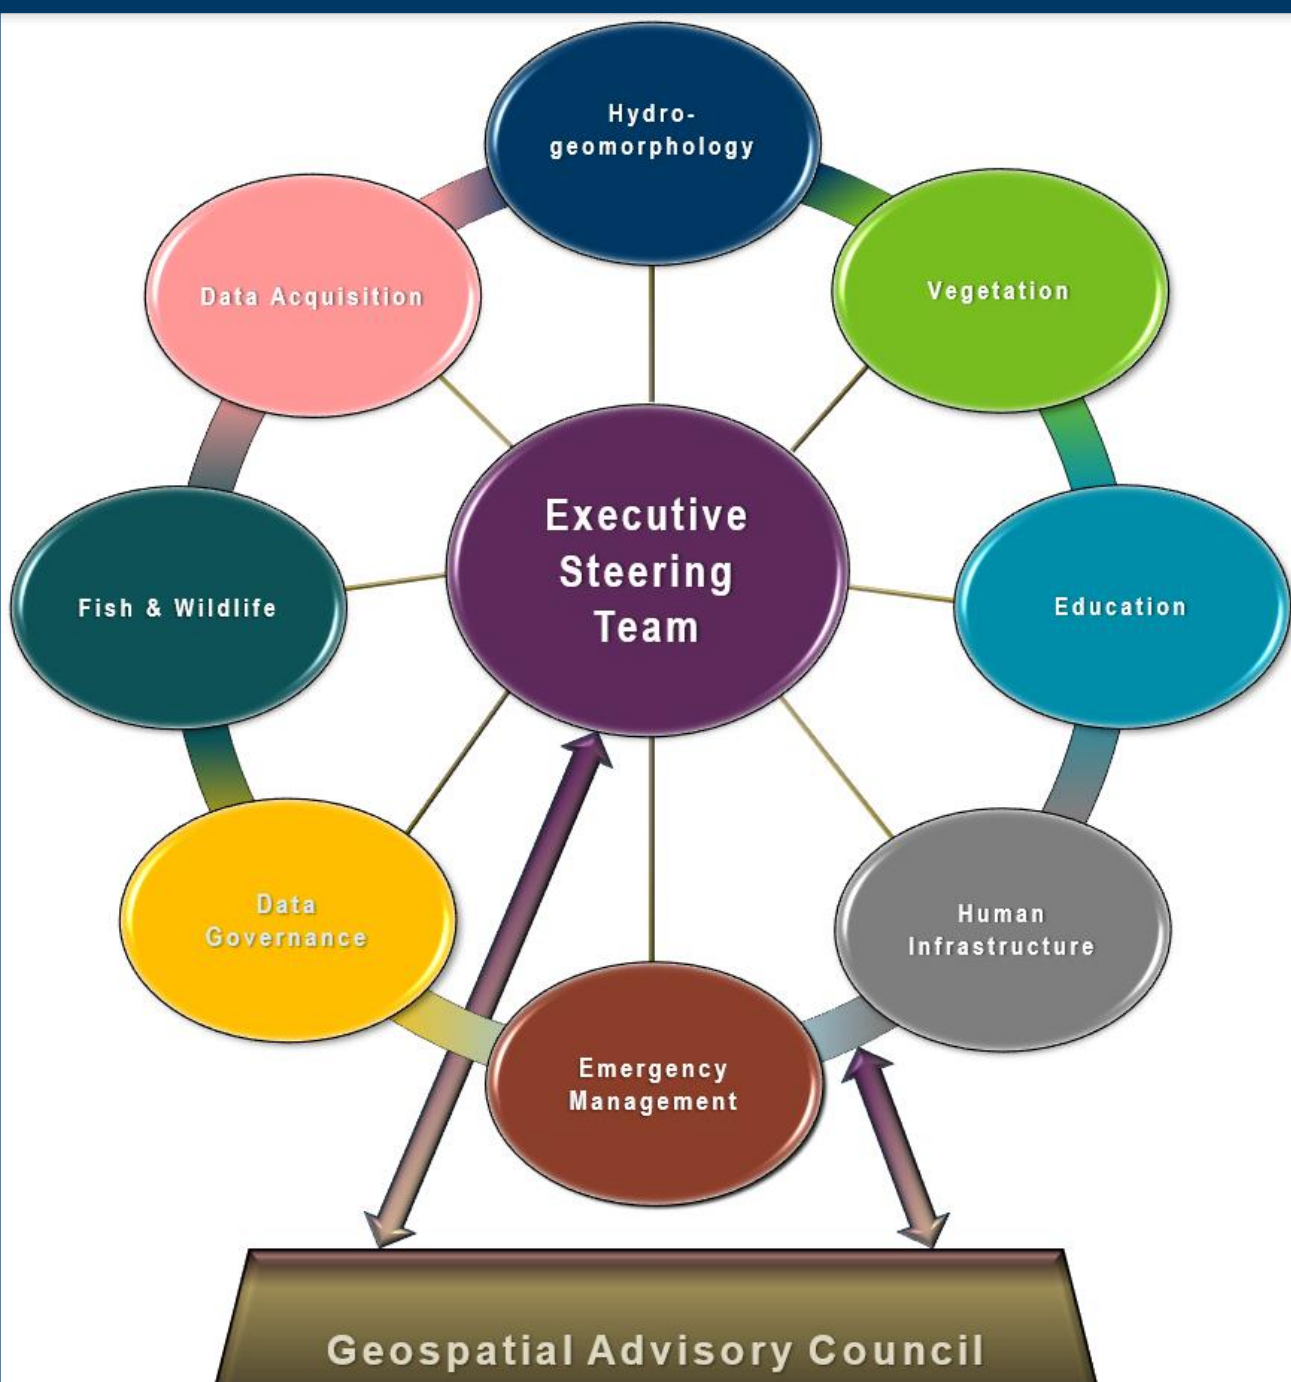 Hydro-
geomorphology
Vegetation
Data Acquisition
Executive
Steering
Team
Education
Fish & Wildlife
Human
Infrastructure
Data
Governance
Emergency
Management
Geospatial Advisory Council